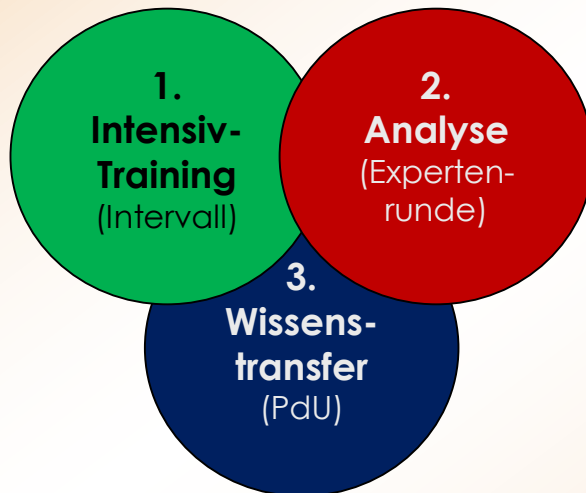 1.
Intensiv-
Training
(Intervall)
2.
Analyse
(Experten-
runde)
3.
Wissens-
transfer
(PdU)